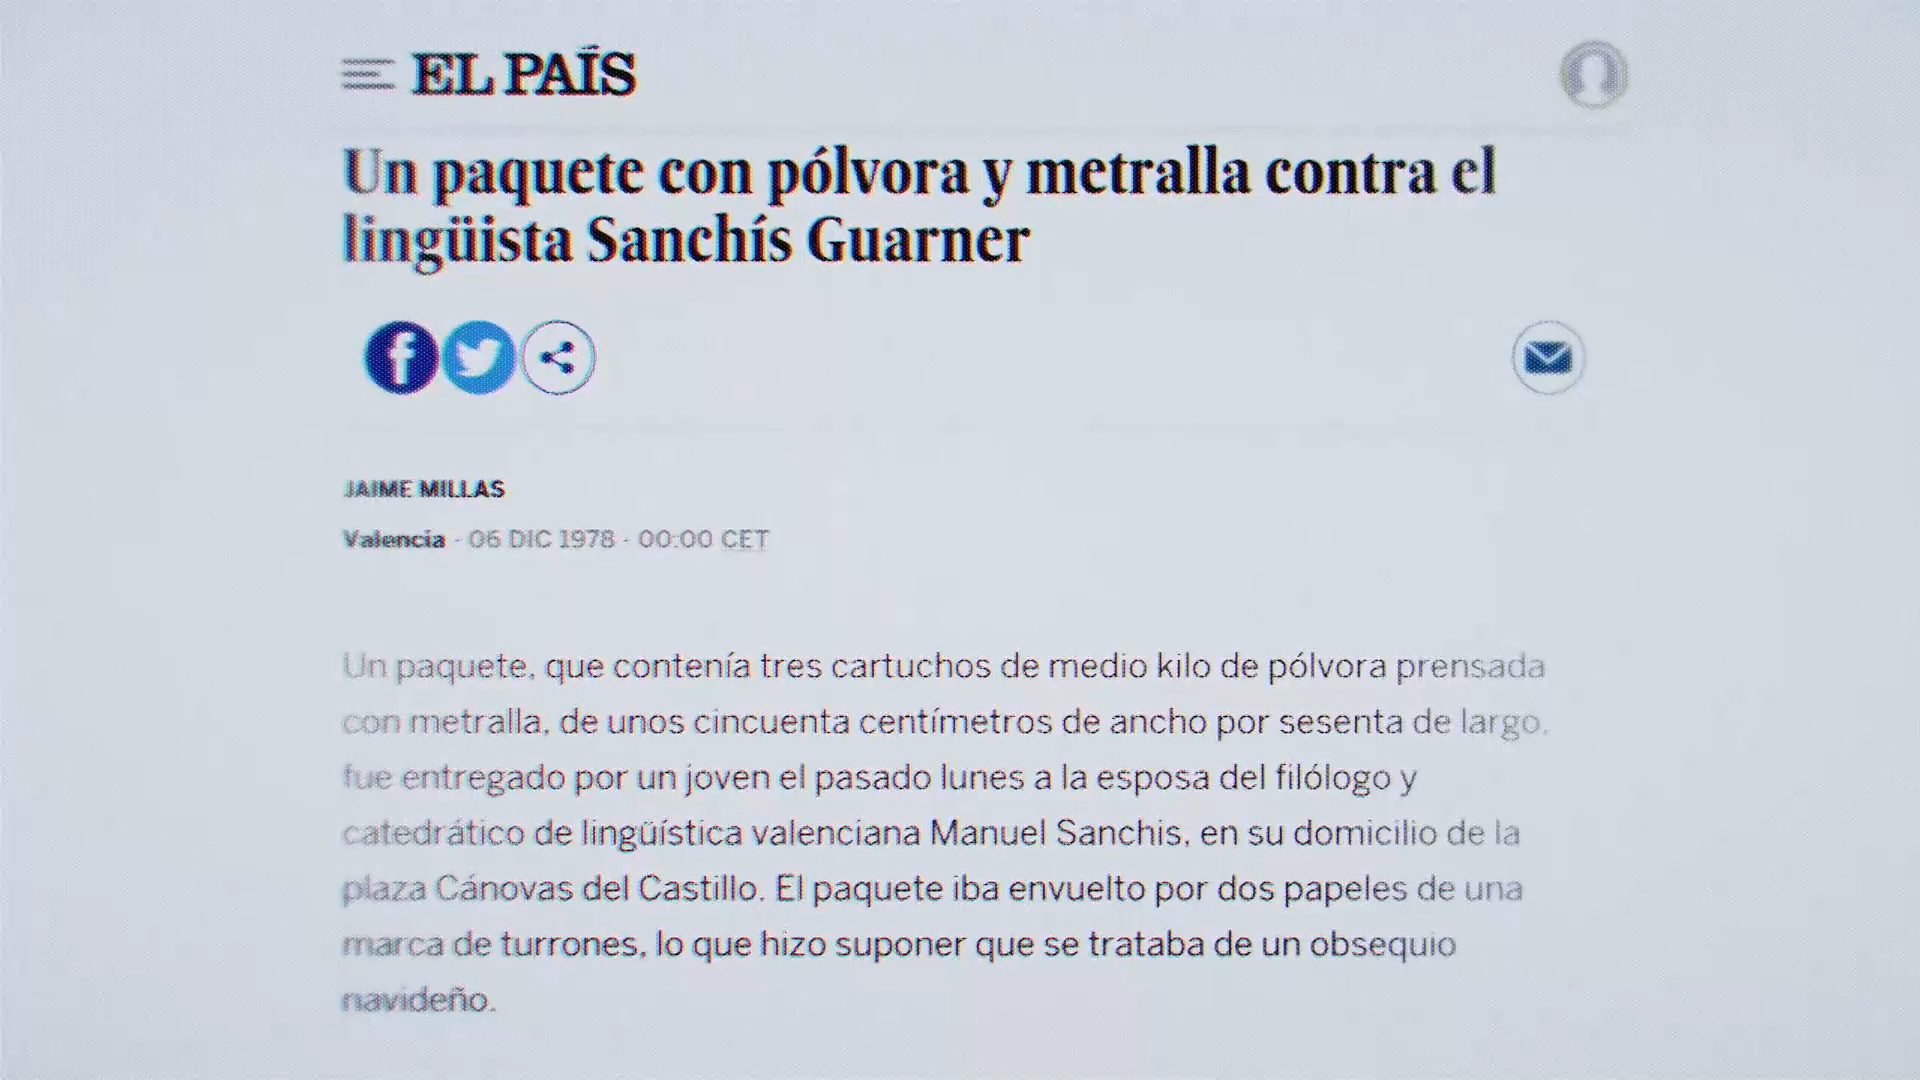 EL PAÍS
Un paquete con pólvora y metralla contra el
lingüista Sanchís Guarner
JAIME MILLAS
Valencia - 06 DIC 1978 - 00:00 CET
Un paquete, que contenía tres cartuchos de medio kilo de pólvora prensada
con metralla, de unos cincuenta centímetros de ancho por sesenta de largo,
fue entregado por un joven el pasado lunes a la esposa del filólogo y
catedrático de lingüística valenciana Manuel Sanchis, en su domicilio de la
plaza Cánovas del Castillo. El paquete iba envuelto por dos papeles de una
marca de turrones, lo que hizo suponer que se trataba de un obsequio
navideño.